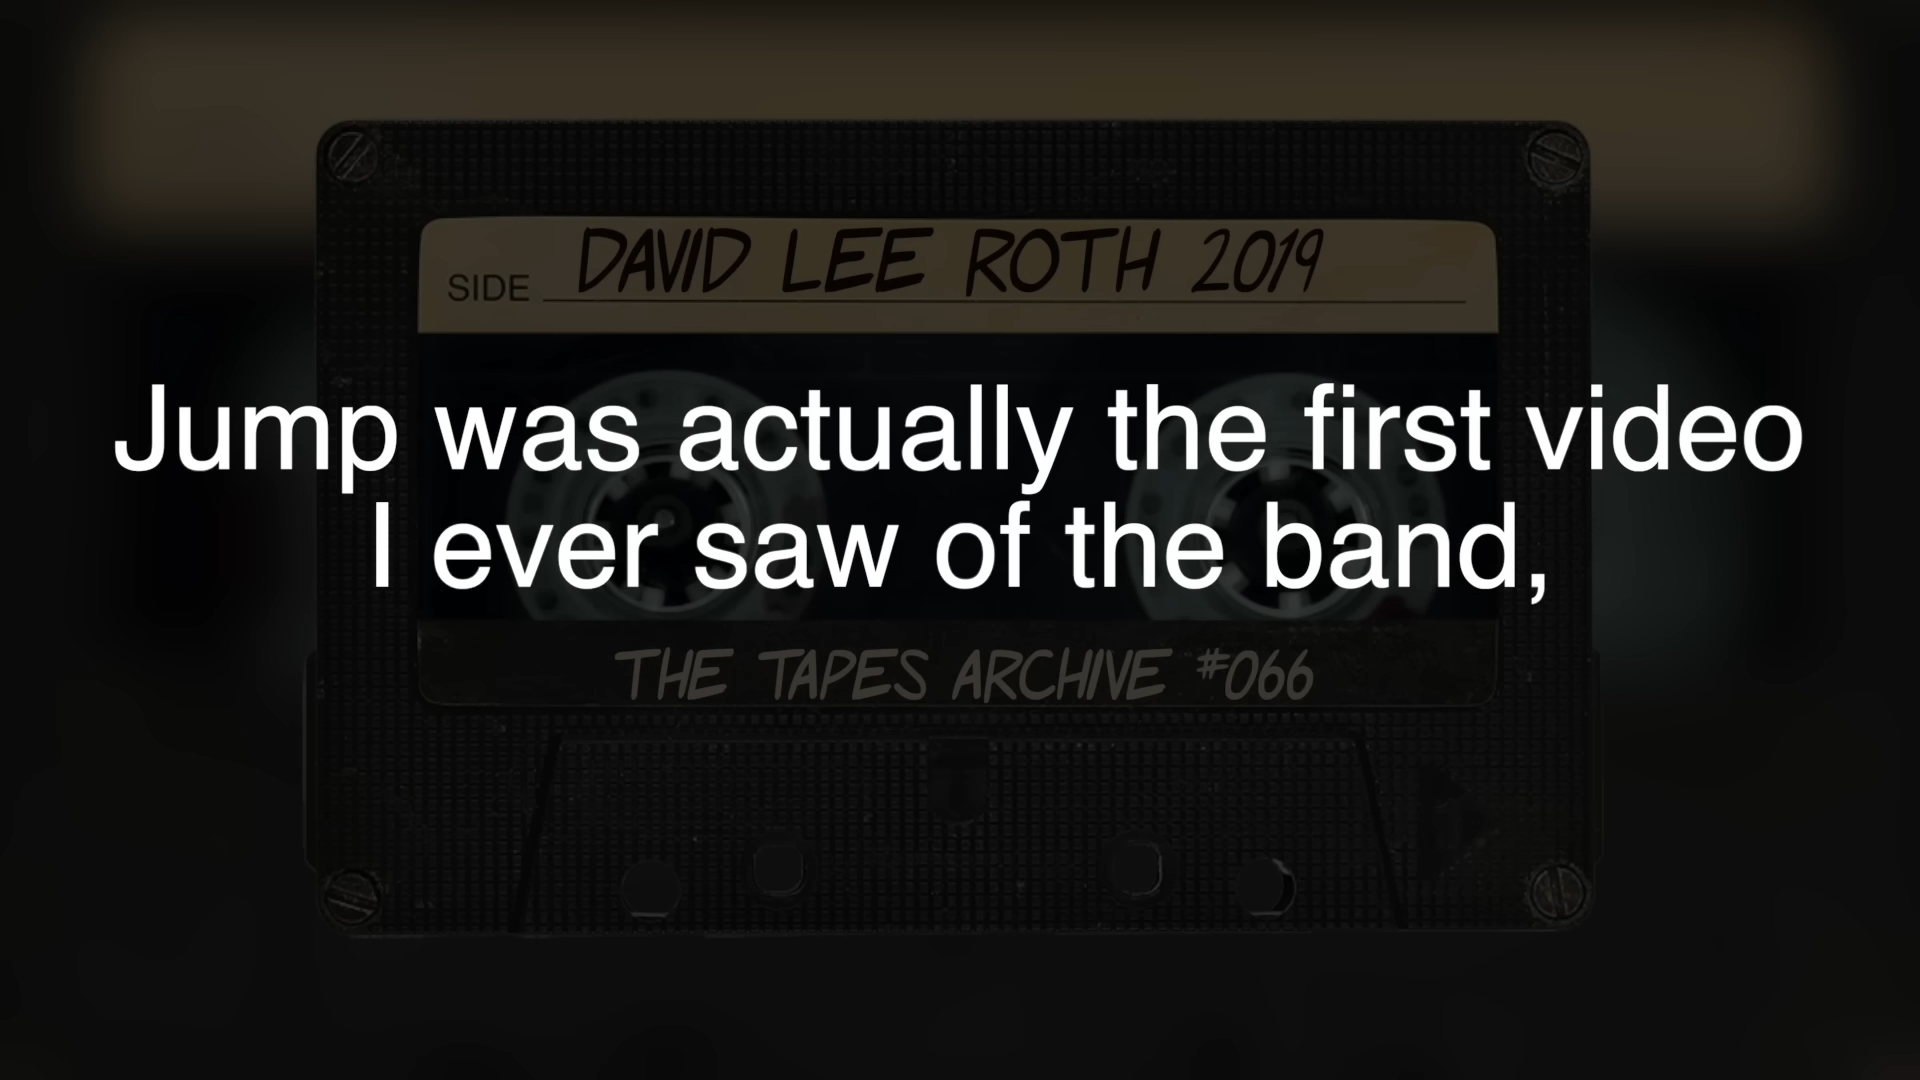 DAVID LEE ROTH 2019
SIDE
Jump was actually the first video
I ever saw of the band,
THE TAPES ARCHIVE #066